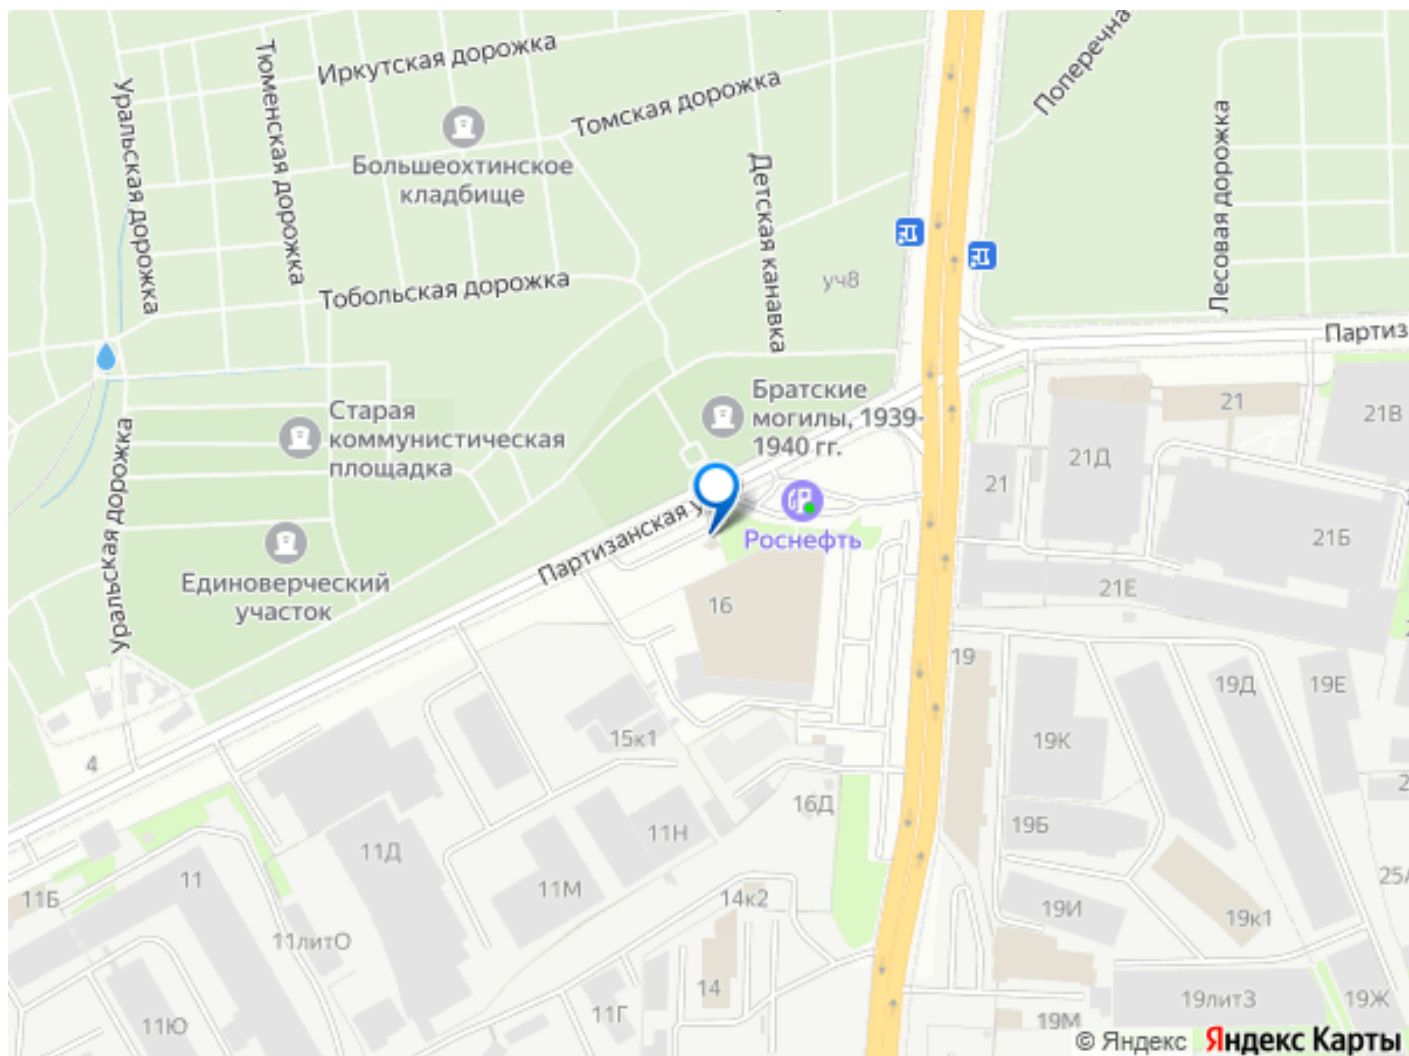 Иркутская дорожка
Томская дорожка
Поперечна
Уральская дорожка
Тюменская дорожка
Большеохтинское
кладбище
Детская канавка
Лесовая дорожка
уч8
Тобольская дорожка
Партиз
Братские
могилы, 1939-
1940 гг.
21
21В
Старая
коммунистическая
площадка
21Д
21
Уральская дорожка
Партизанская у
Роснефть
21Б
Единоверческий
участок
16
21Е
19
19Д
19Е
15к1
19К
4
16Д
11Н
19Б
11Д
11
11М
14к2
25А
11Б
19И
19к1
11литО
14
19лит3
19Ж
11Г
11Ю
19М
© Яндекс Яндекс Карты